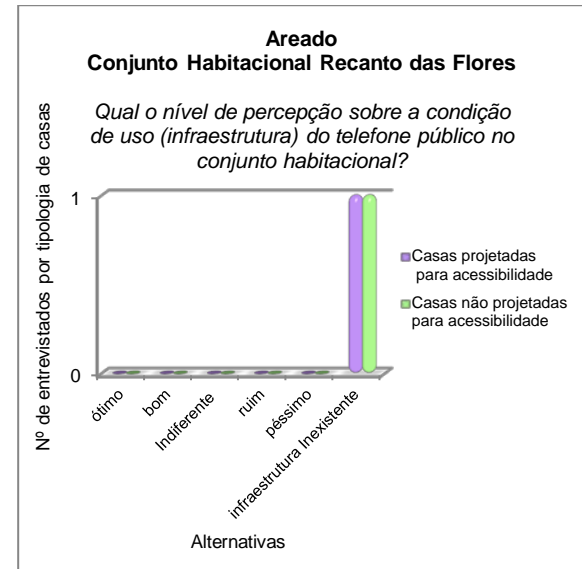 Areado
Conjunto Habitacional Recanto das Flores
Qual o nível de percepção sobre a condição
de uso (infraestrutura) do telefone público no
conjunto habitacional?
Nº de entrevistados por tipologia de casas
1
0
ótimo
bom
Indiferente
ruim
péssimo
infraestrutura Inexistente
Alternativas
Casas projetadas
para acessibilidade
Casas não projetadas
para acessibilidade